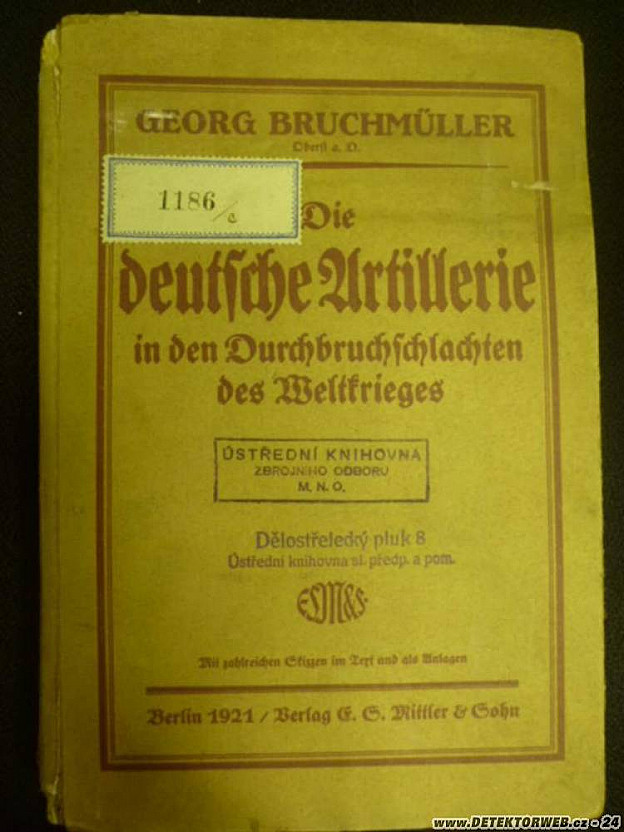 GEORG BRUCHMÜLLER
Oberst a. D.
1186/a
Die
deutsche Artillerie
in den Durchbruchschlachten
des Weltkrieges
ÚSTŘEDNÍ KNIHOVNA
ZBROJNÍHO ODBORU
M. N. O.
Dělostřelecký pluk 8
Ústřední knihovna sl. předp. a pom.
ESM&S.
Mit zahlreichen Skizzen im Text und als Anlagen
Berlin 1921 / Verlag E. S. Mittler & Sohn
www.DETEKTORWEB.cz - 24